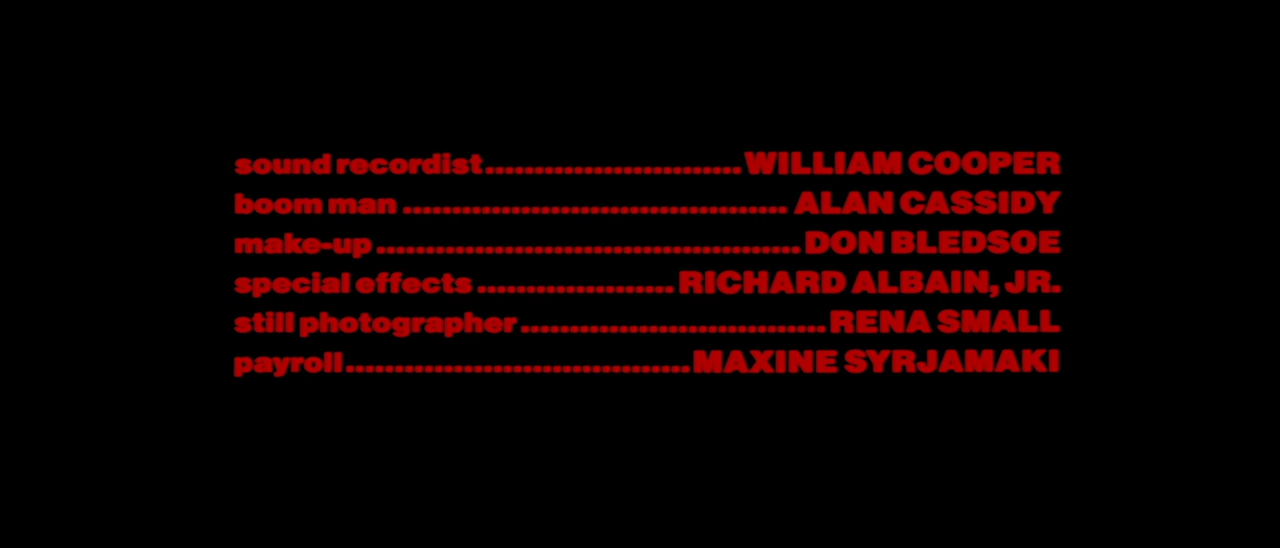 sound recordist..........................WILLIAM COOPER
boom man ....................................... ALAN CASSIDY
make-up ...........................................DON BLEDSOE
special effects ....................RICHARD ALBAIN, JR.
still photographer...............................RENA SMALL
payroll...................................MAXINE SYRJAMAKI